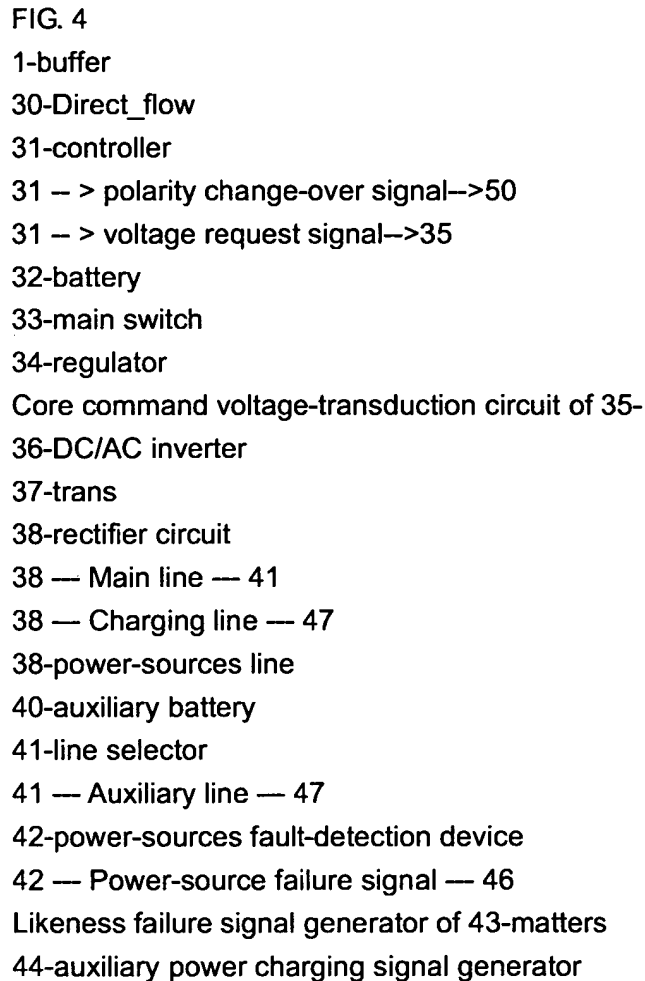 FIG. 4
1-buffer
30-Direct_flow
31-controller
31 -- > polarity change-over signal-->50
31 -- > voltage request signal-->35
32-battery
33-main switch
34-regulator
Core command voltage-transduction circuit of 35-
36-DC/AC inverter
37-trans
38-rectifier circuit
38 — Main line — 41
38 — Charging line — 47
38-power-sources line
40-auxiliary battery
41-line selector
41 — Auxiliary line — 47
42-power-sources fault-detection device
42 — Power-source failure signal — 46
Likeness failure signal generator of 43-matters
44-auxiliary power charging signal generator